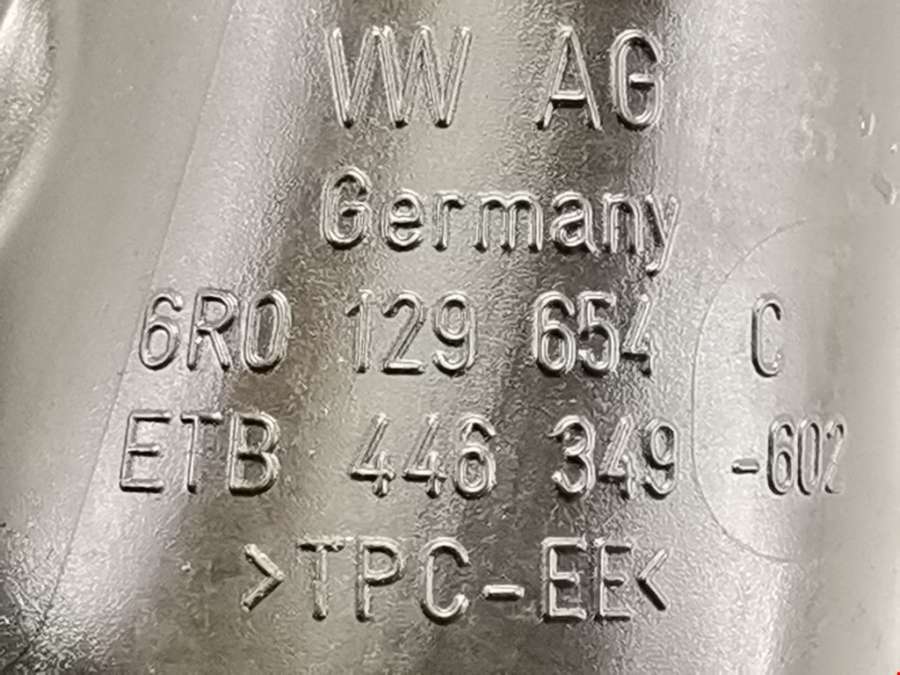 VW AG
Germany
6R0 129 654 C
ETB 446 349 -602
>TPC-EE<